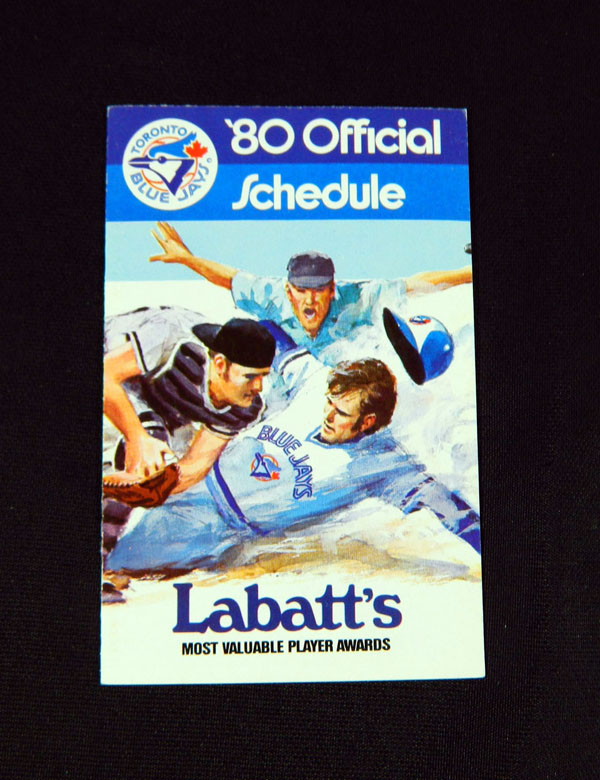 TORONTO
BLUE JAYS
'80 Official
Schedule
BLUE JAYS
Labatt's
MOST VALUABLE PLAYER AWARDS